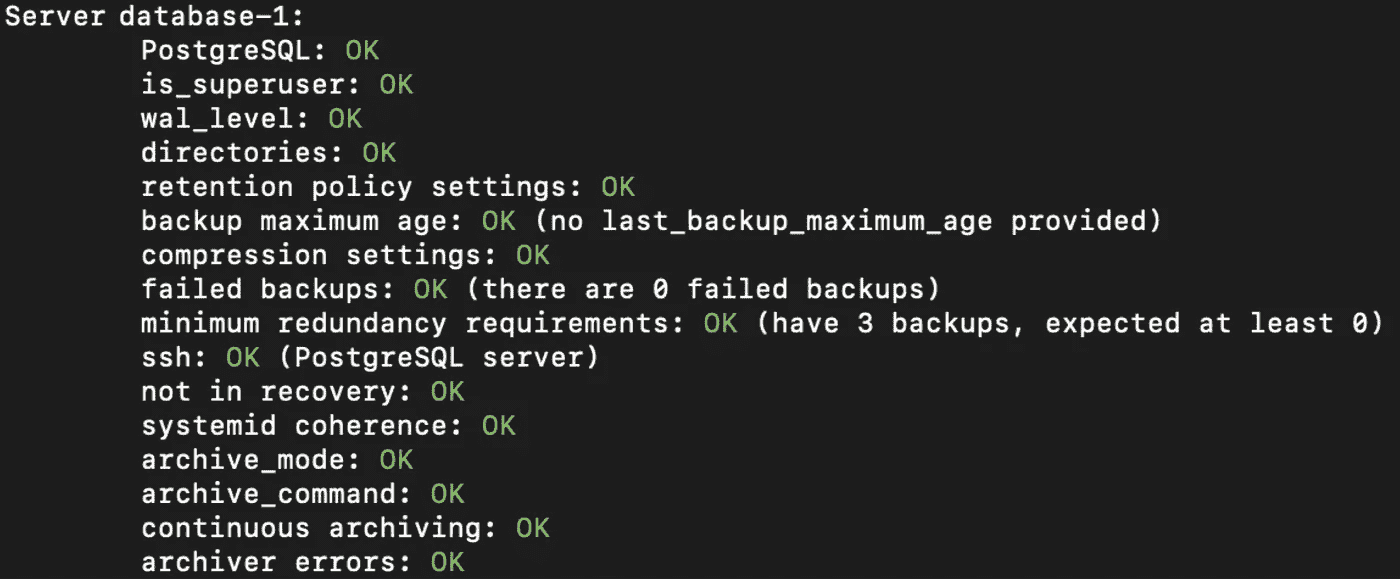 Server database-1:
PostgreSQL: OK
is_superuser: OK
wal_level: OK
directories: OK
retention policy settings: OK
backup maximum age: OK (no last_backup_maximum_age provided)
compression settings: OK
failed backups: OK (there are 0 failed backups)
minimum redundancy requirements: OK (have 3 backups, expected at least 0)
ssh: OK (PostgreSQL server)
not in recovery: OK
systemid coherence: OK
archive_mode: OK
archive_command: OK
continuous archiving: OK
archiver errors: OK